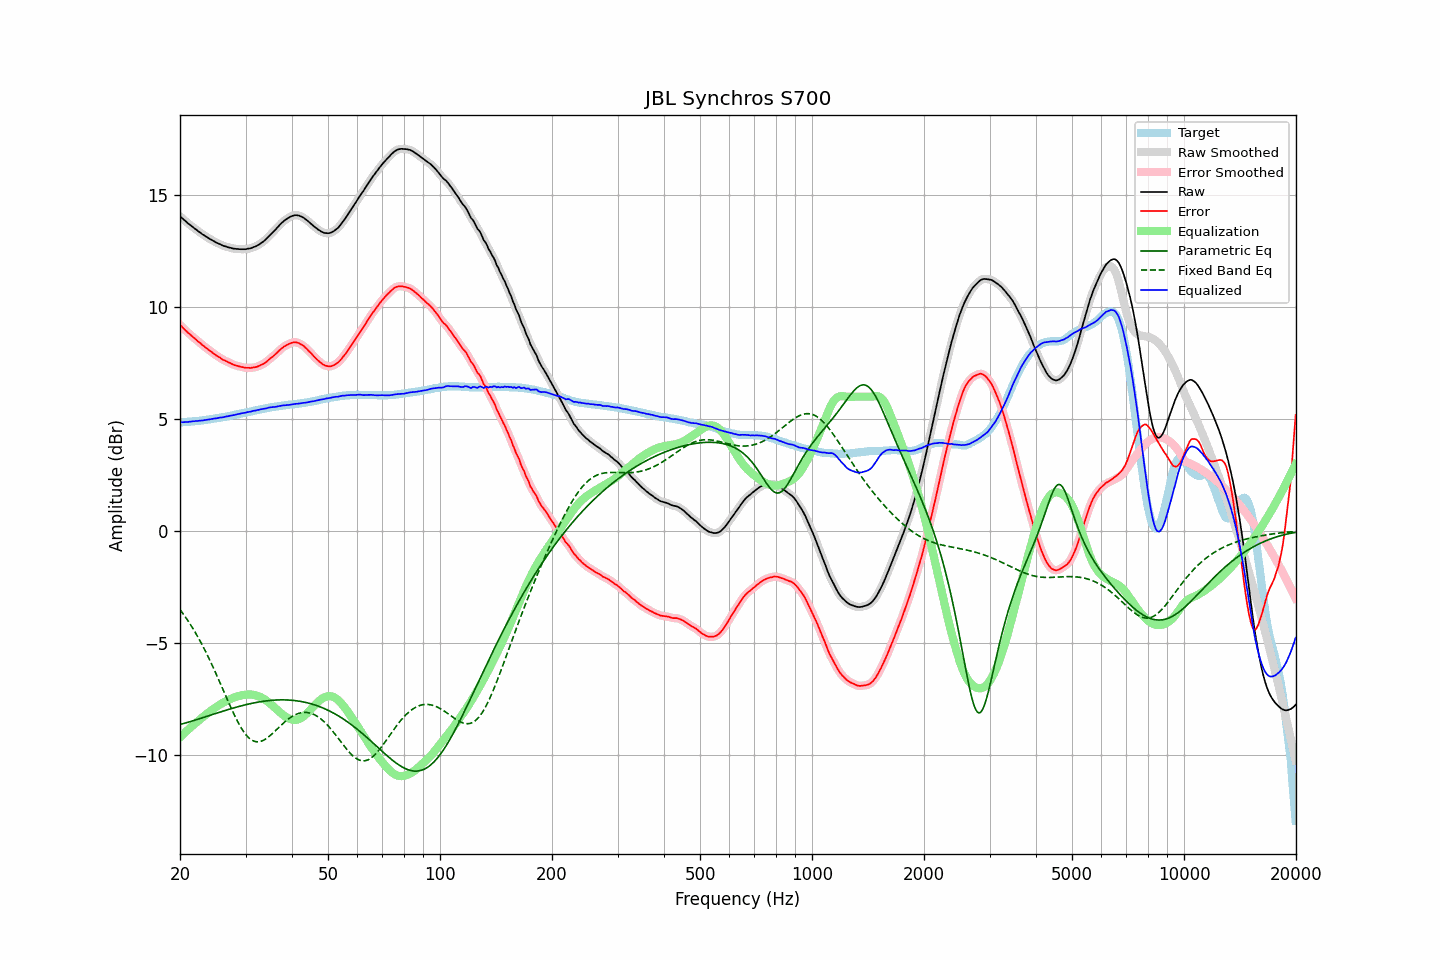 JBL Synchros S700
Target
Raw Smoothed
Error Smoothed
Raw
Error
Equalization
Parametric Eq
Fixed Band Eq
Equalized
Amplitude (dBr)
15
10
5
0
−5
−10
20 50 100 200 500 1000 2000 5000 10000 20000
Frequency (Hz)